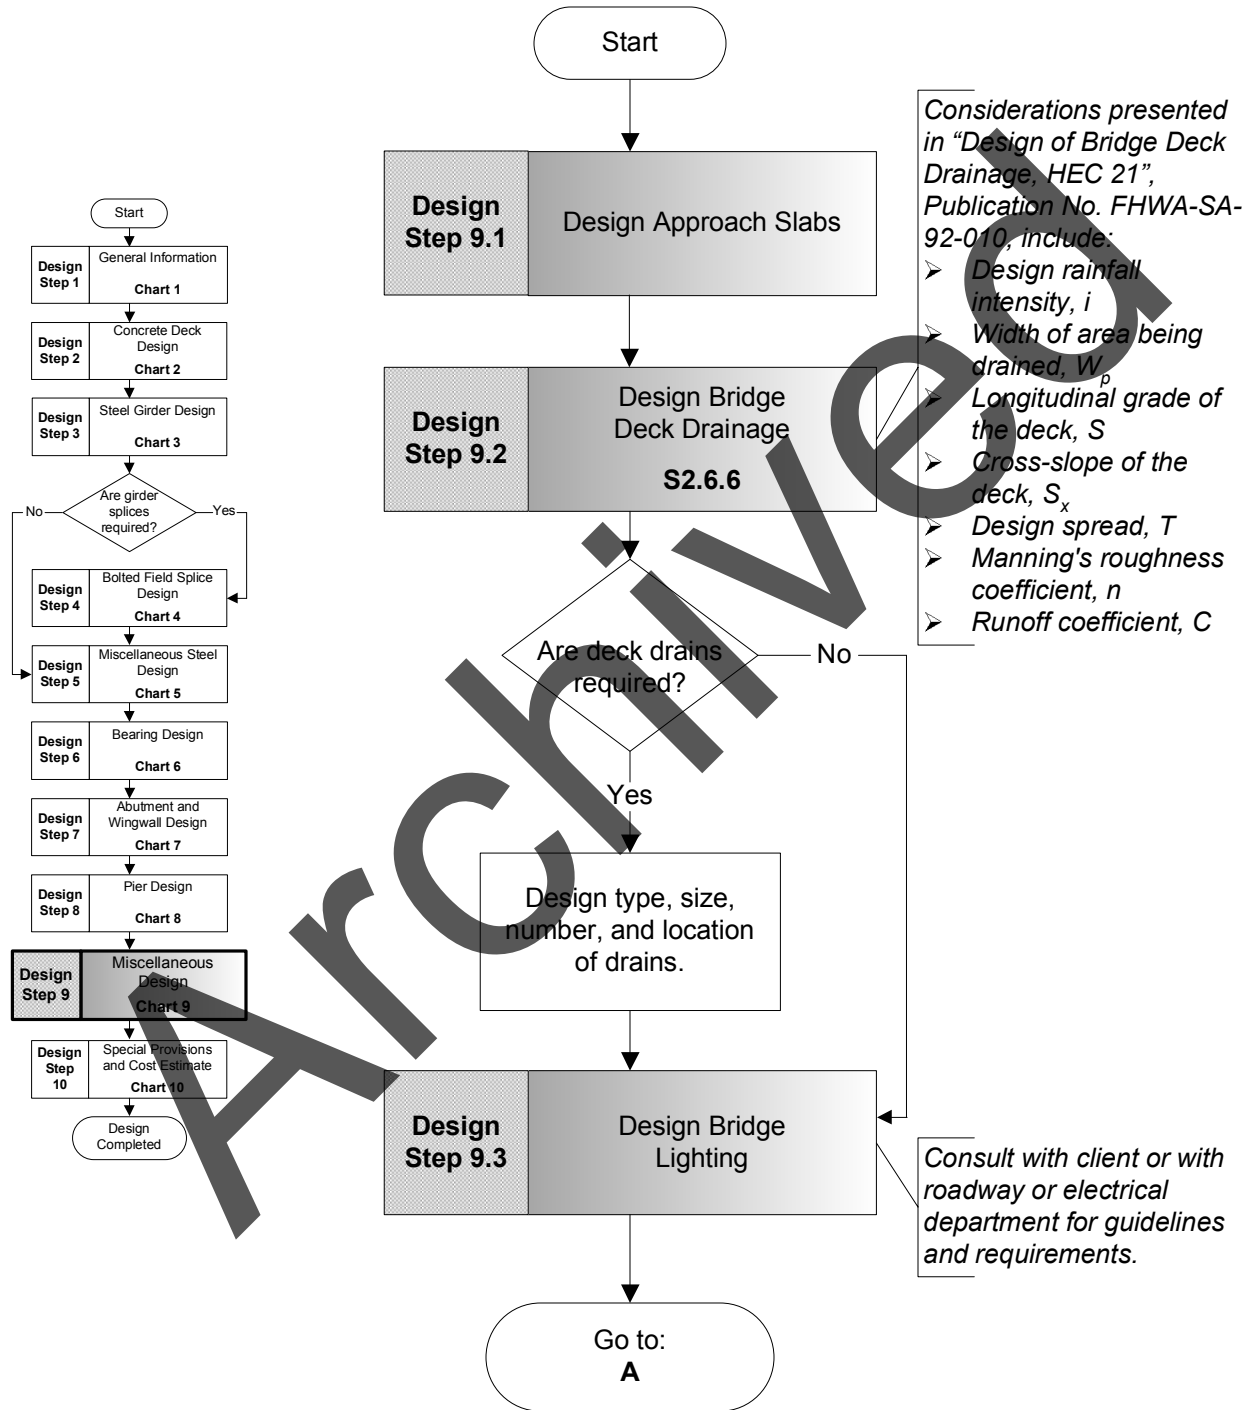 Start
General Information
Design
Step 1
Chart 1
Concrete Deck
Design
Design
Step 2
Chart 2
Steel Girder Design
Design
Step 3
Chart 3
Are girder
splices
required?
No
Yes
Bolted Field Splice
Design
Design
Step 4
Chart 4
Miscellaneous Steel
Design
Design
Step 5
Chart 5
Bearing Design
Design
Step 6
Chart 6
Abutment and
Wingwall Design
Design
Step 7
Chart 7
Pier Design
Design
Step 8
Chart 8
Miscellaneous
Design
Design
Step 9
Chart 9
Special Provisions
and Cost Estimate
Design
Step
10
Chart 10
Design
Completed
Start
Design
Step 9.1
Design Approach Slabs
Design
Step 9.2
Design Bridge
Deck Drainage
S2.6.6
Considerations presented
in “Design of Bridge Deck
Drainage, HEC 21”,
Publication No. FHWA-SA-
92-010, include:
➢ Design rainfall
intensity, i
➢ Width of area being
drained, Wp
➢ Longitudinal grade of
the deck, S
➢ Cross-slope of the
deck, Sx
➢ Design spread, T
➢ Manning's roughness
coefficient, n
➢ Runoff coefficient, C
Are deck drains
required?
No
Yes
Design type, size,
number, and location
of drains.
Design
Step 9.3
Design Bridge
Lighting
Consult with client or with
roadway or electrical
department for guidelines
and requirements.
Go to:
A
Archived